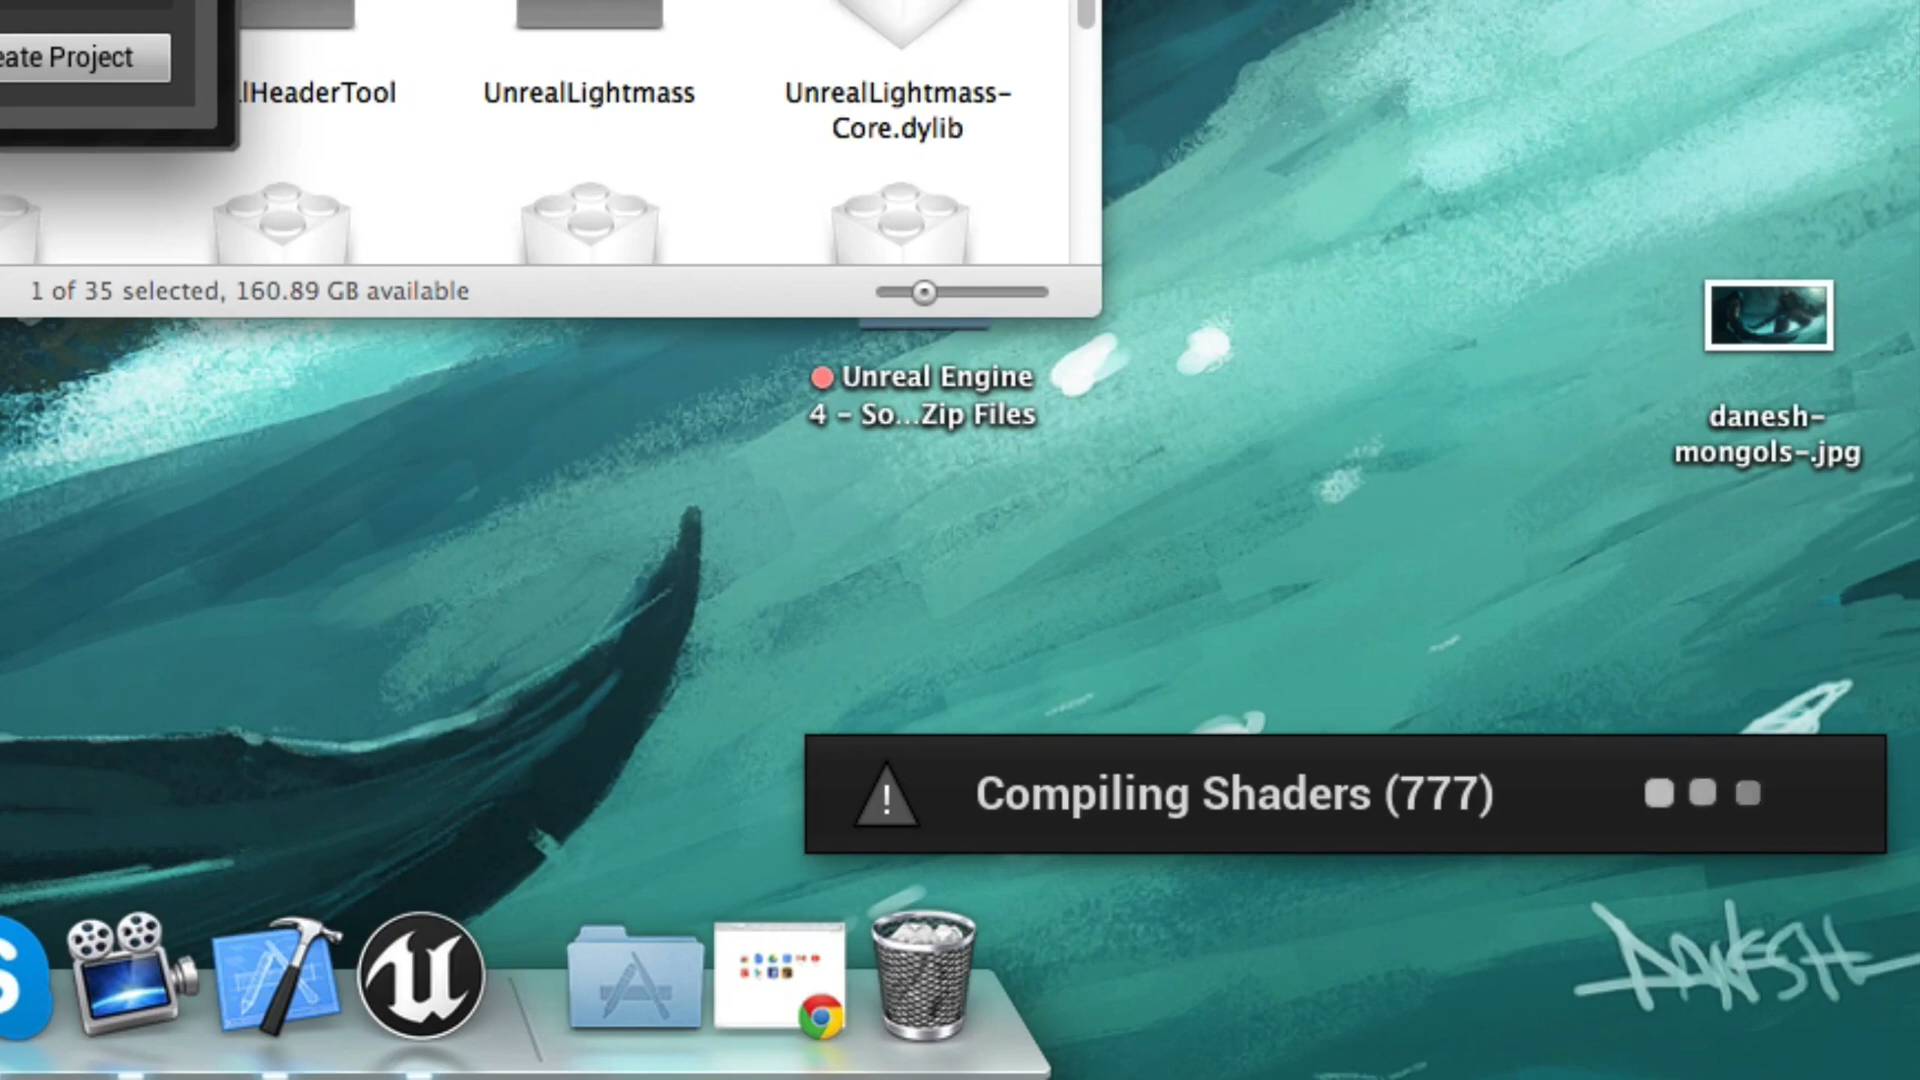 eate Project
lHeaderTool
UnrealLightmass
UnrealLightmass-
Core.dylib
1 of 35 selected, 160.89 GB available
Unreal Engine
4 - So...Zip Files
danesh-
mongols-.jpg
! Compiling Shaders (777)
DANESH